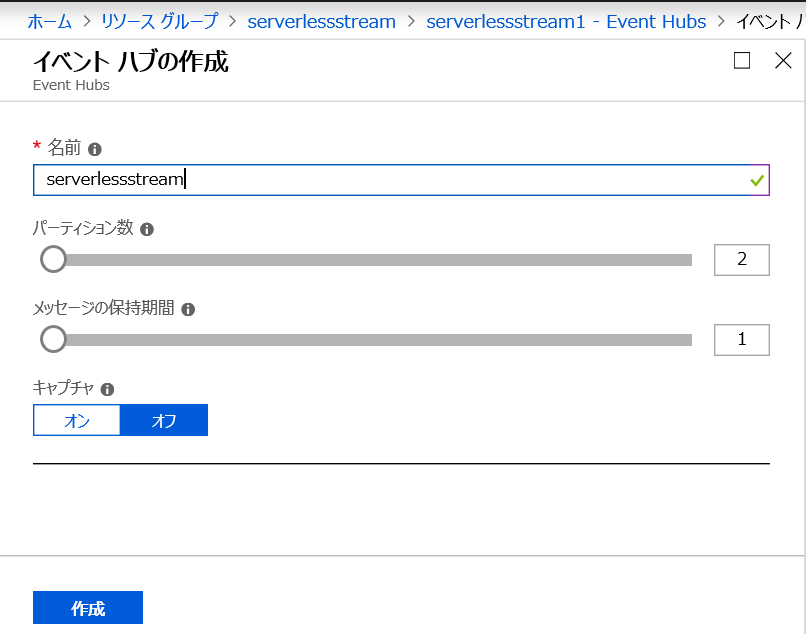 ホーム > リソース グループ > serverlessstream > serverlessstream1 - Event Hubs > イベント ハ
イベント ハブの作成
Event Hubs
* 名前
serverlessstream
パーティション数
2
メッセージの保持期間
1
キャプチャ
オン オフ
作成